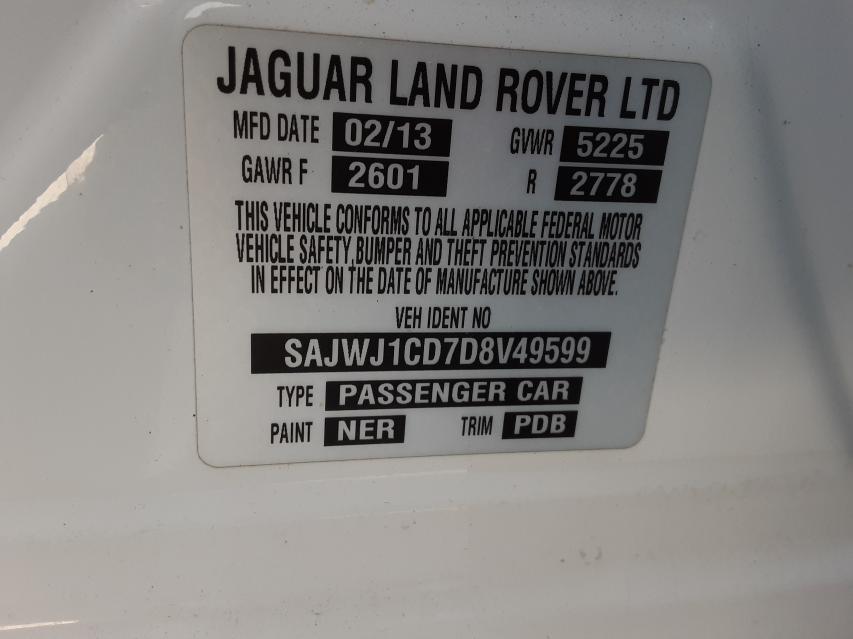 JAGUAR LAND ROVER LTD
MFD DATE 02/13 GVWR 5225
GAWR F 2601 R 2778
THIS VEHICLE CONFORMS TO ALL APPLICABLE FEDERAL MOTOR
VEHICLE SAFETY, BUMPER AND THEFT PREVENTION STANDARDS
IN EFFECT ON THE DATE OF MANUFACTURE SHOWN ABOVE.
VEH IDENT NO
SAJWJ1CD7D8V49599
TYPE PASSENGER CAR
PAINT NER TRIM PDB